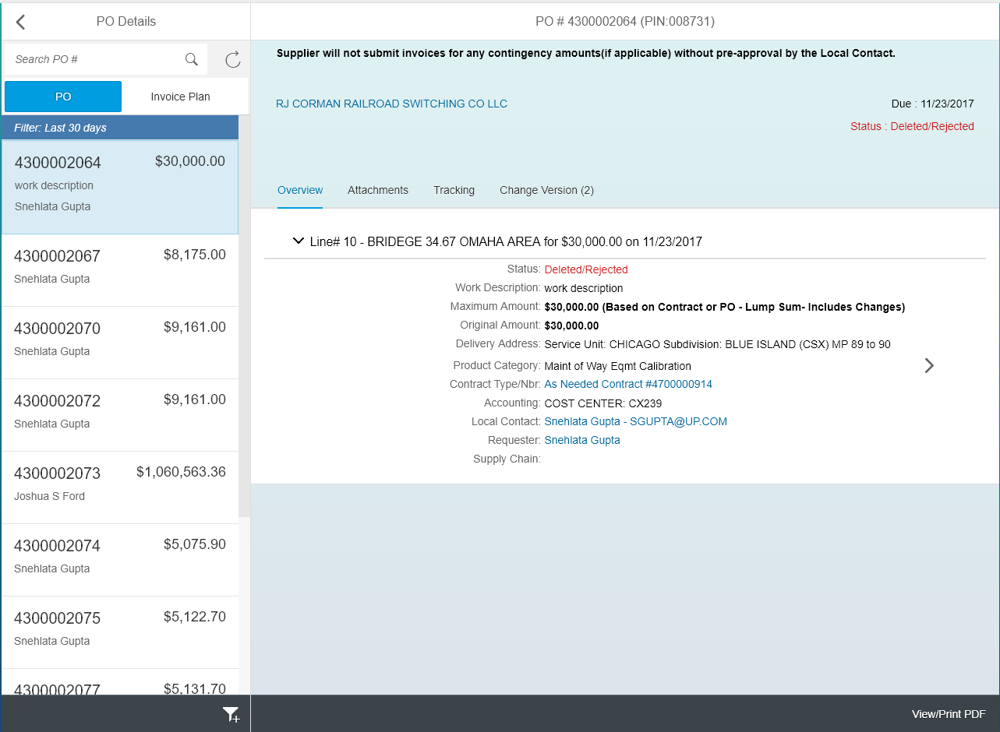 PO Details
PO # 4300002064 (PIN:008731)
Search PO #
PO
Invoice Plan
Filter: Last 30 days
4300002064 $30,000.00
work description
Snehlata Gupta
4300002067 $8,175.00
Snehlata Gupta
4300002070 $9,161.00
Snehlata Gupta
4300002072 $9,161.00
Snehlata Gupta
4300002073 $1,060,563.36
Joshua S Ford
4300002074 $5,075.90
Snehlata Gupta
4300002075 $5,122.70
Snehlata Gupta
4300002077 $5,131.70
Supplier will not submit invoices for any contingency amounts(if applicable) without pre-approval by the Local Contact.
RJ CORMAN RAILROAD SWITCHING CO LLC
Due : 11/23/2017
Status : Deleted/Rejected
Overview Attachments Tracking Change Version (2)
Line# 10 - BRIDEGE 34.67 OMAHA AREA for $30,000.00 on 11/23/2017
Status: Deleted/Rejected
Work Description: work description
Maximum Amount: $30,000.00 (Based on Contract or PO - Lump Sum- Includes Changes)
Original Amount: $30,000.00
Delivery Address: Service Unit: CHICAGO Subdivision: BLUE ISLAND (CSX) MP 89 to 90
Product Category: Maint of Way Eqmt Calibration
Contract Type/Nbr: As Needed Contract #4700000914
Accounting: COST CENTER: CX239
Local Contact: Snehlata Gupta - SGUPTA@UP.COM
Requester: Snehlata Gupta
Supply Chain:
View/Print PDF